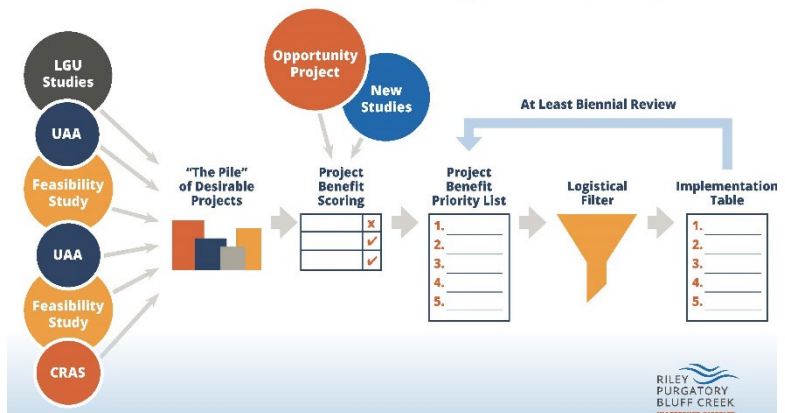 LGU
Studies
UAA
Feasibility
Study
UAA
Feasibility
Study
CRAS
"The Pile"
of Desirable
Projects
Opportunity
Project
New
Studies
Project
Benefit
Scoring
x
✓
✓
At Least Biennial Review
Project
Benefit
Priority List
1.
2.
3.
4.
5.
Logistical
Filter
Implementation
Table
1.
2.
3.
4.
5.
RILEY
PURGATORY
BLUFF CREEK